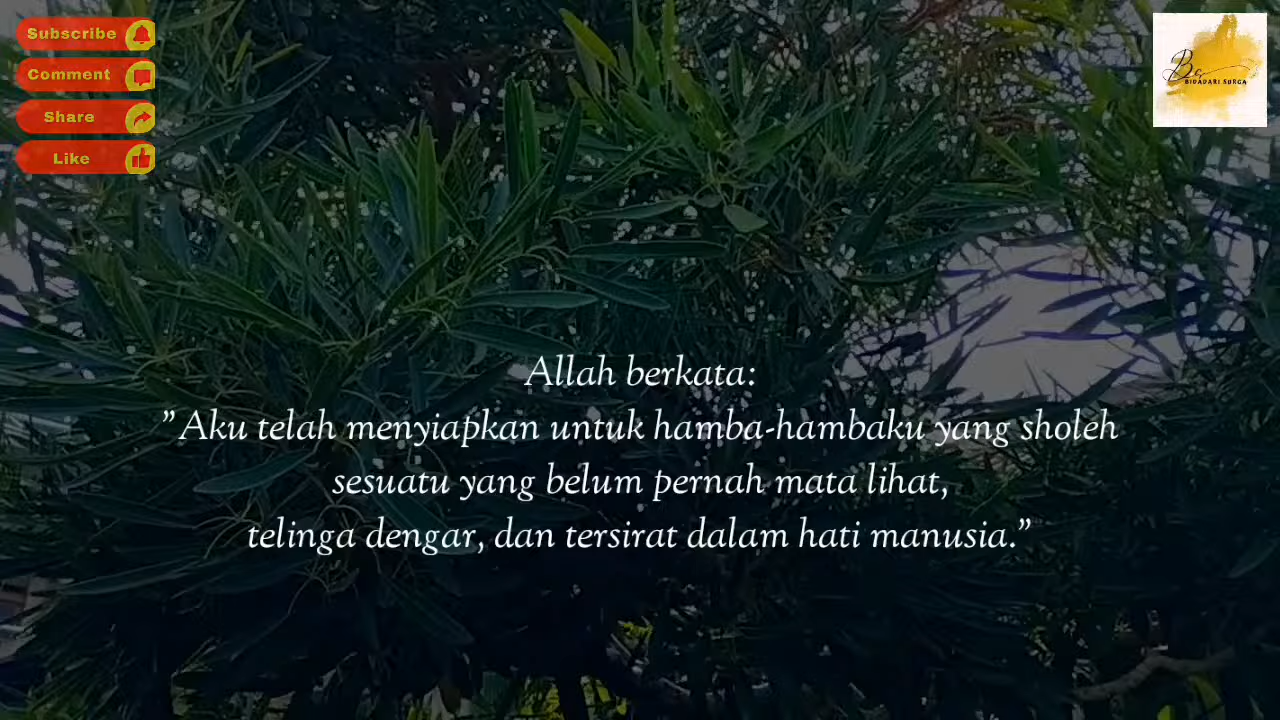 Subscribe
Comment
Share
Like
Bs
BIDADARI SURGA
Allah berkata:
"Aku telah menyiapkan untuk hamba-hambaku yang sholeh
sesuatu yang belum pernah mata lihat,
telinga dengar, dan tersirat dalam hati manusia."